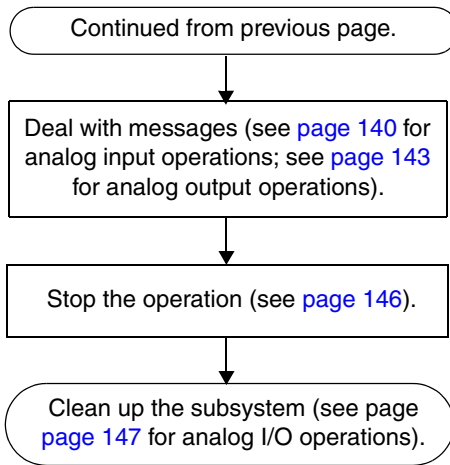 Continued from previous page.
Deal with messages (see page 140 for
analog input operations; see page 143
for analog output operations).
Stop the operation (see page 146).
Clean up the subsystem (see page
page 147 for analog I/O operations).